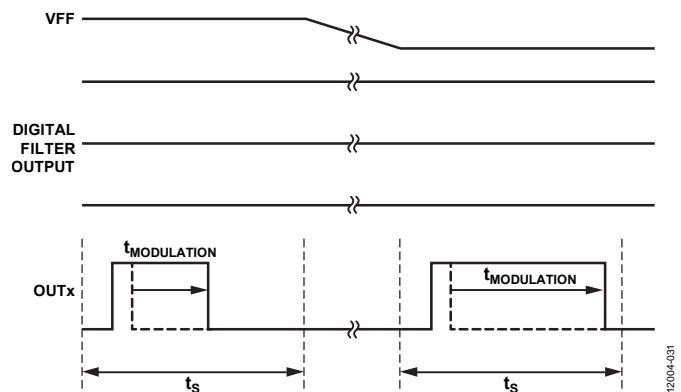 VFF
DIGITAL
FILTER
OUTPUT
tMODULATION
OUTx
tMODULATION
tS
tS
12004-031